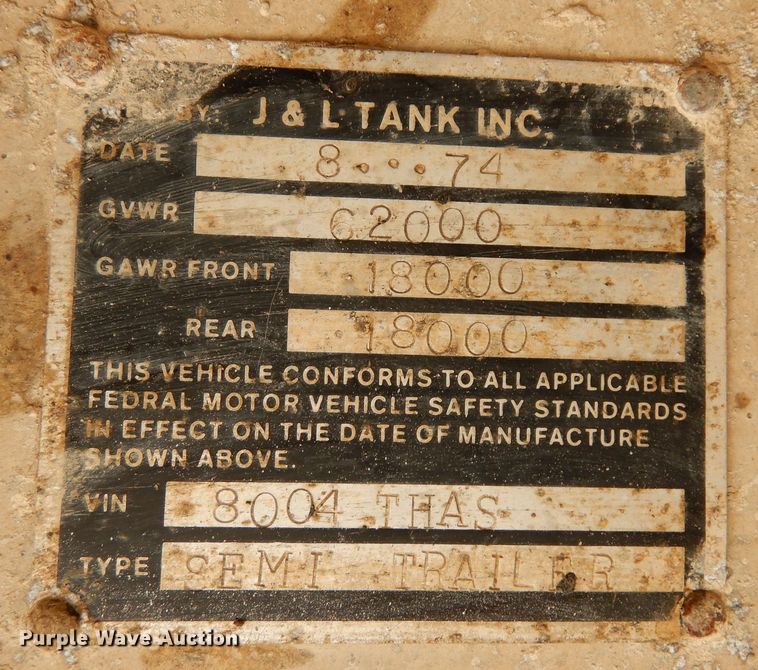 BY: J & L TANK INC.
DATE 8...74
GVWR 62000
GAWR FRONT 18000
REAR 18000
THIS VEHICLE CONFORMS TO ALL APPLICABLE
FEDRAL MOTOR VEHICLE SAFETY STANDARDS
IN EFFECT ON THE DATE OF MANUFACTURE
SHOWN ABOVE.
VIN 8004 THAS
TYPE SEMI TRAILER
Purple Wave Auction